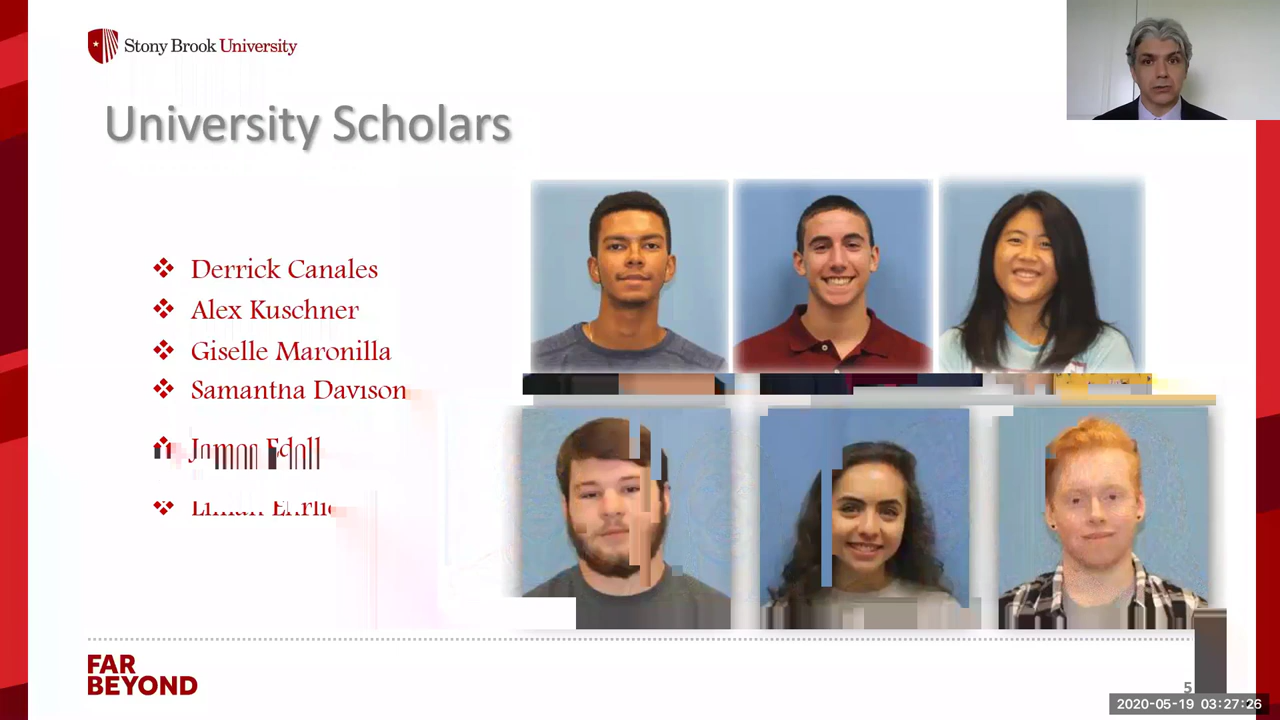 Stony Brook University
University Scholars
Derrick Canales
Alex Kuschner
Giselle Maronilla
Samantha Davison
FAR
BEYOND
5
2020-05-19 03:27:26